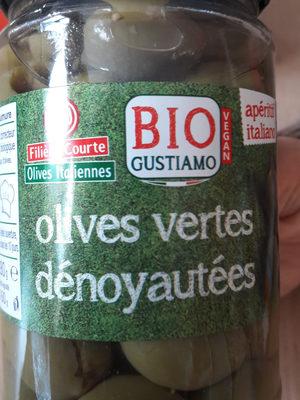 BIO
GUSTIAMO
VEGAN
apéritif
italiano
Filière Courte
Olives Italiennes
olives vertes
dénoyautées